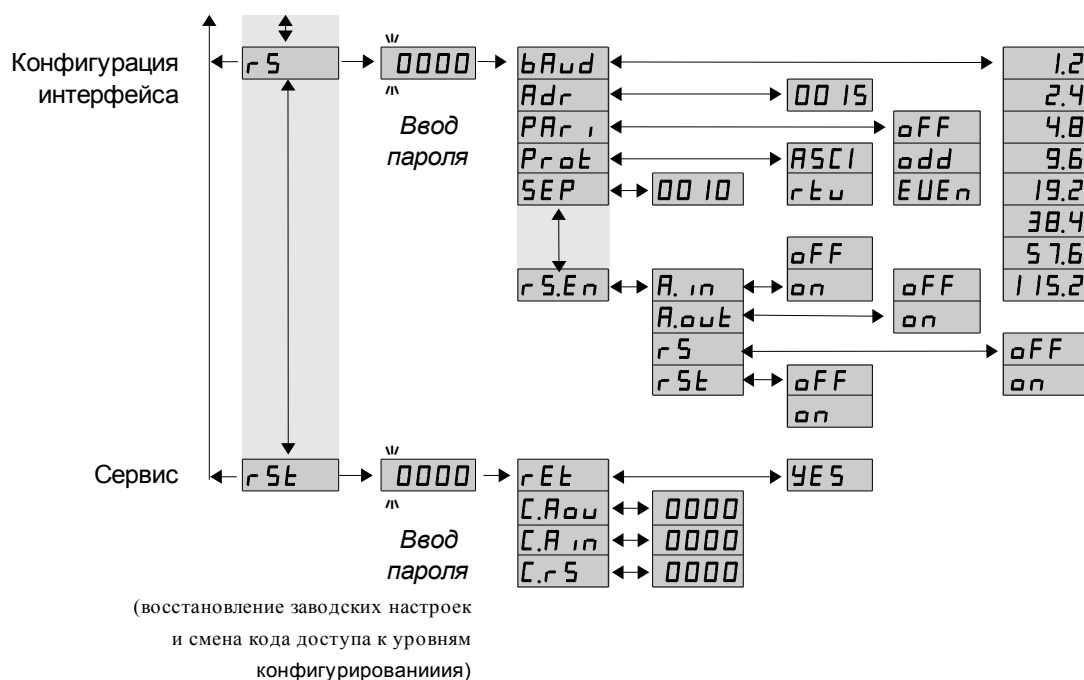 Конфигурация
интерфейса
rS
0000
Ввод
пароля
bAud
Adr
PAri
Prot
SEP
0015
0010
ASCI
rtu
oFF
odd
EUEn
1.2
2.4
4.8
9.6
19.2
38.4
57.6
115.2
rS.En
A.in
A.out
rS
rSt
oFF
on
oFF
on
oFF
on
oFF
on
Сервис
rSt
0000
Ввод
пароля
rEt
C.Aou
C.Ain
C.rS
YES
0000
0000
0000
(восстановление заводских настроек
и смена кода доступа к уровням
конфигурированииия)